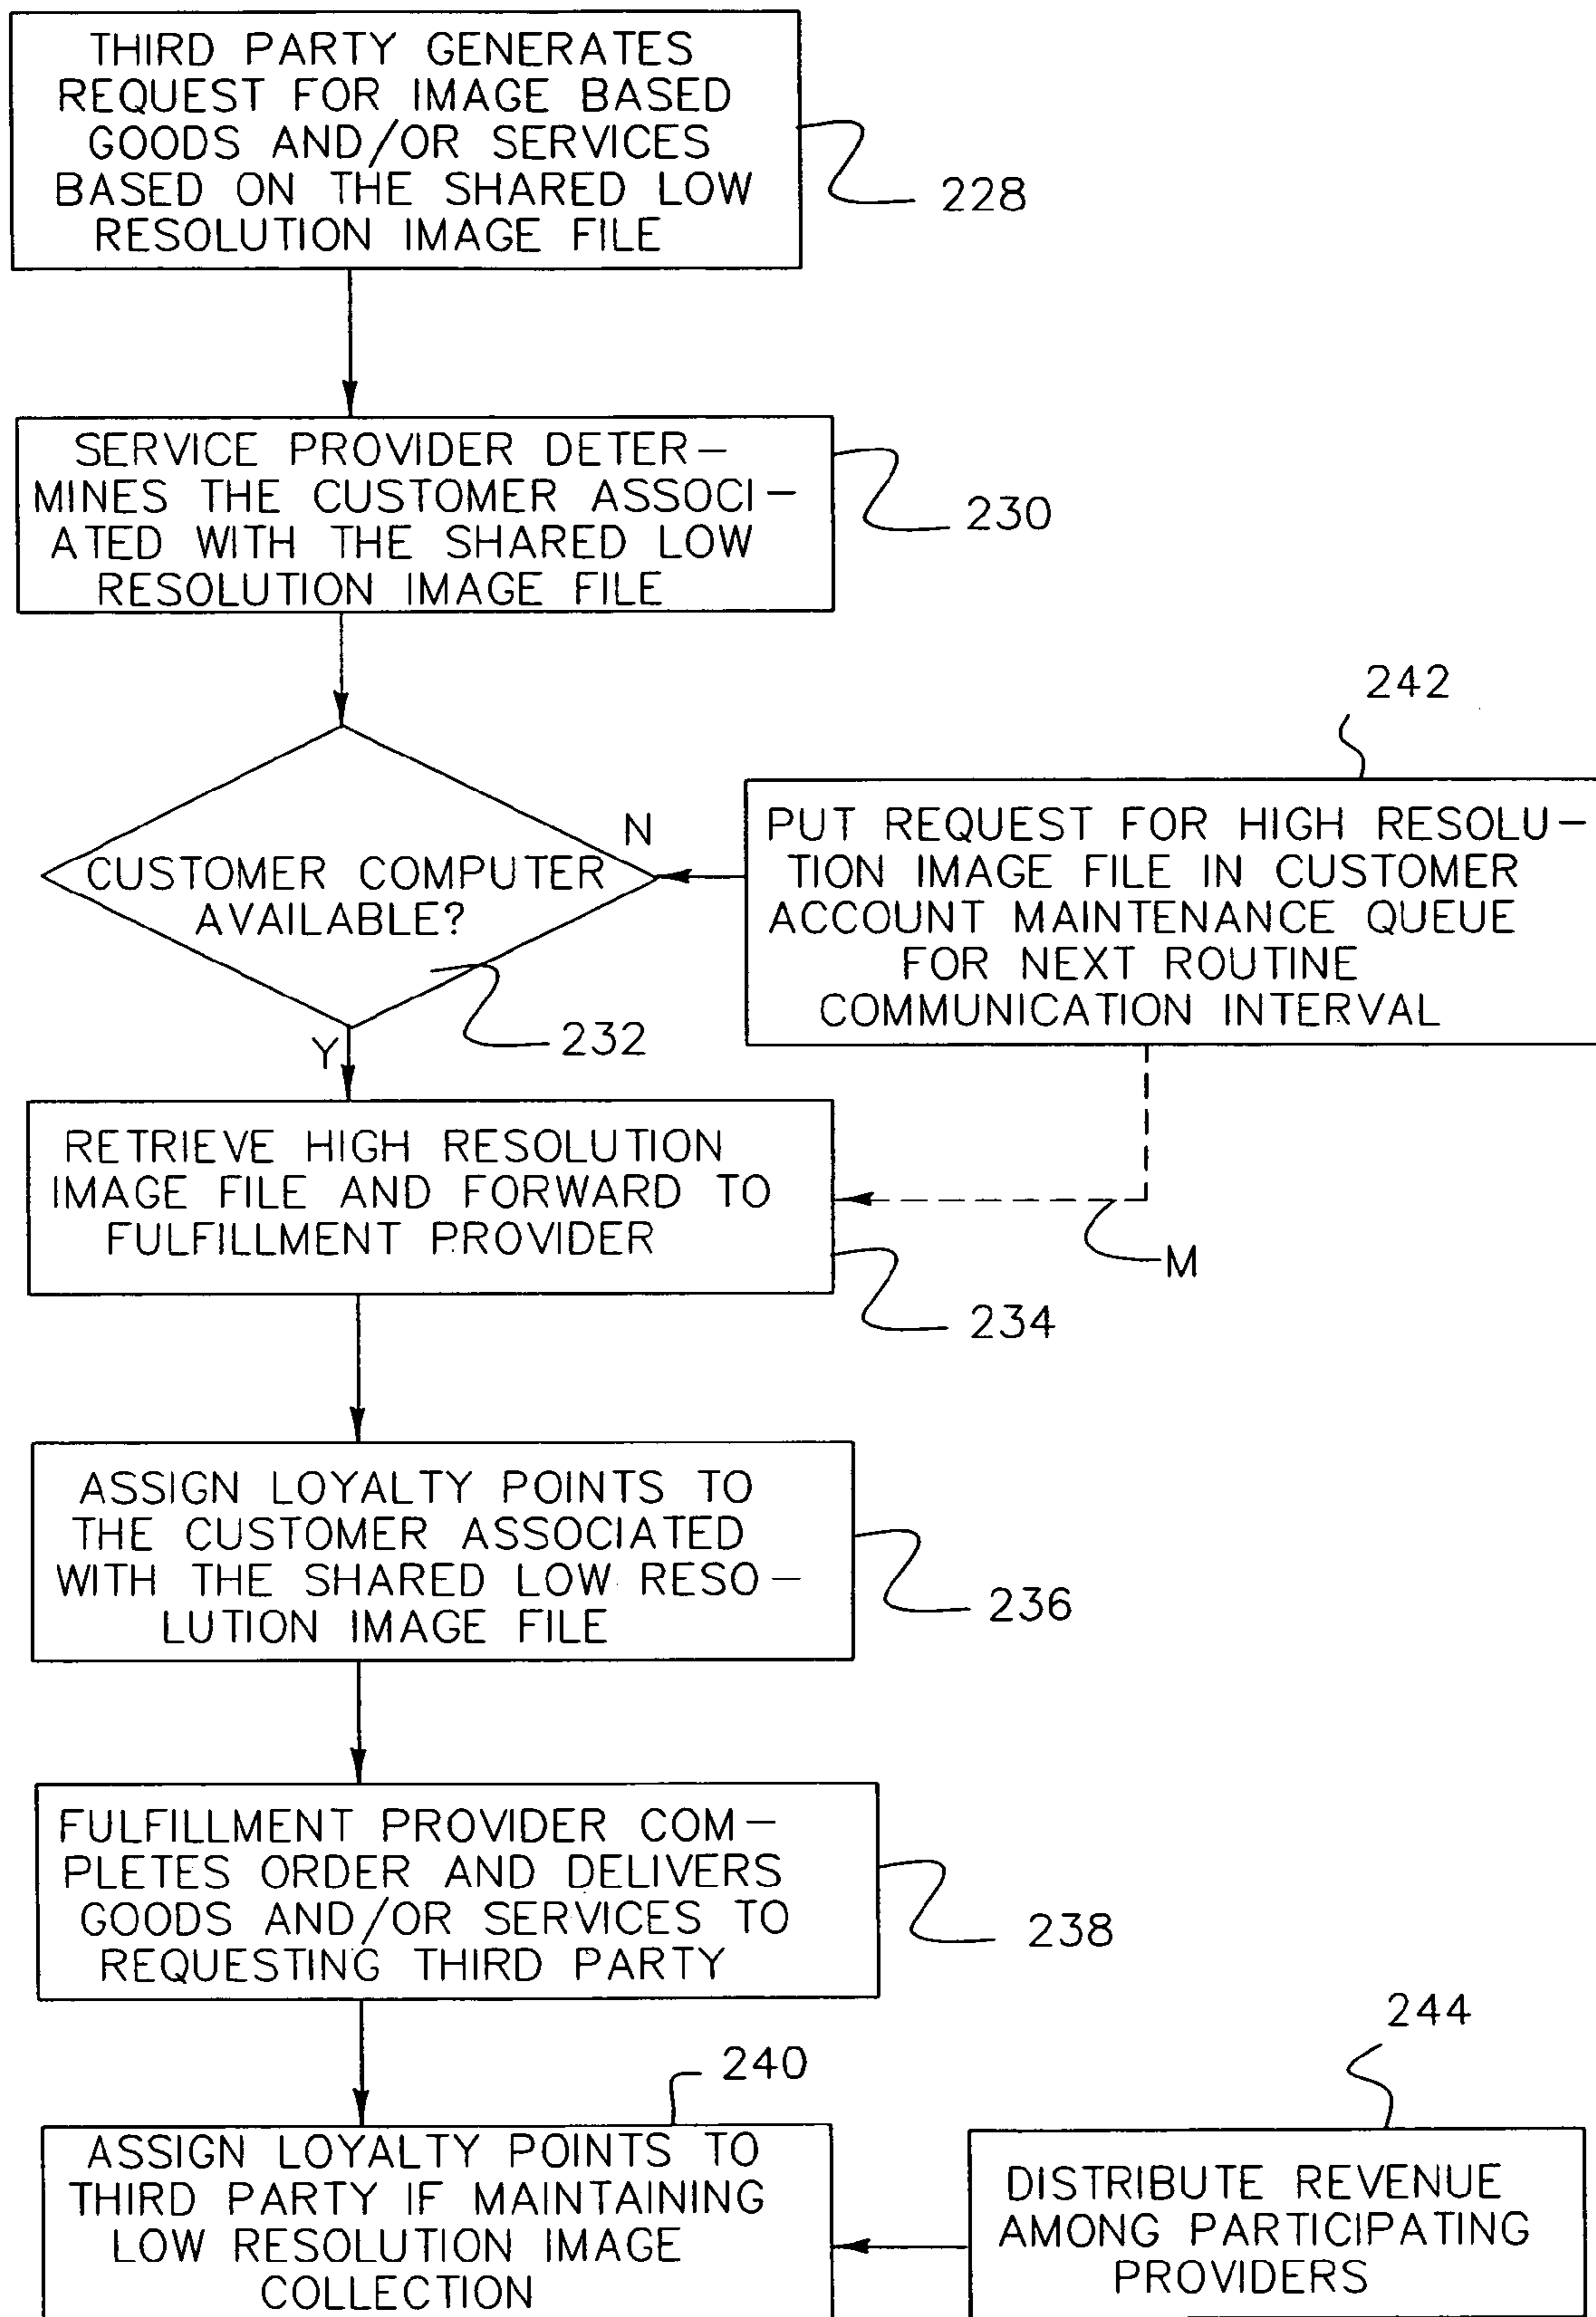 THIRD PARTY GENERATES
REQUEST FOR IMAGE BASED
GOODS AND/OR SERVICES
BASED ON THE SHARED LOW
RESOLUTION IMAGE FILE
228
SERVICE PROVIDER DETER-
MINES THE CUSTOMER ASSOCI-
ATED WITH THE SHARED LOW
RESOLUTION IMAGE FILE
230
CUSTOMER COMPUTER
AVAILABLE?
N
Y
232
242
PUT REQUEST FOR HIGH RESOLU-
TION IMAGE FILE IN CUSTOMER
ACCOUNT MAINTENANCE QUEUE
FOR NEXT ROUTINE
COMMUNICATION INTERVAL
M
RETRIEVE HIGH RESOLUTION
IMAGE FILE AND FORWARD TO
FULFILLMENT PROVIDER
234
ASSIGN LOYALTY POINTS TO
THE CUSTOMER ASSOCIATED
WITH THE SHARED LOW RESO-
LUTION IMAGE FILE
236
FULFILLMENT PROVIDER COM-
PLETES ORDER AND DELIVERS
GOODS AND/OR SERVICES TO
REQUESTING THIRD PARTY
238
240
ASSIGN LOYALTY POINTS TO
THIRD PARTY IF MAINTAINING
LOW RESOLUTION IMAGE
COLLECTION
244
DISTRIBUTE REVENUE
AMONG PARTICIPATING
PROVIDERS